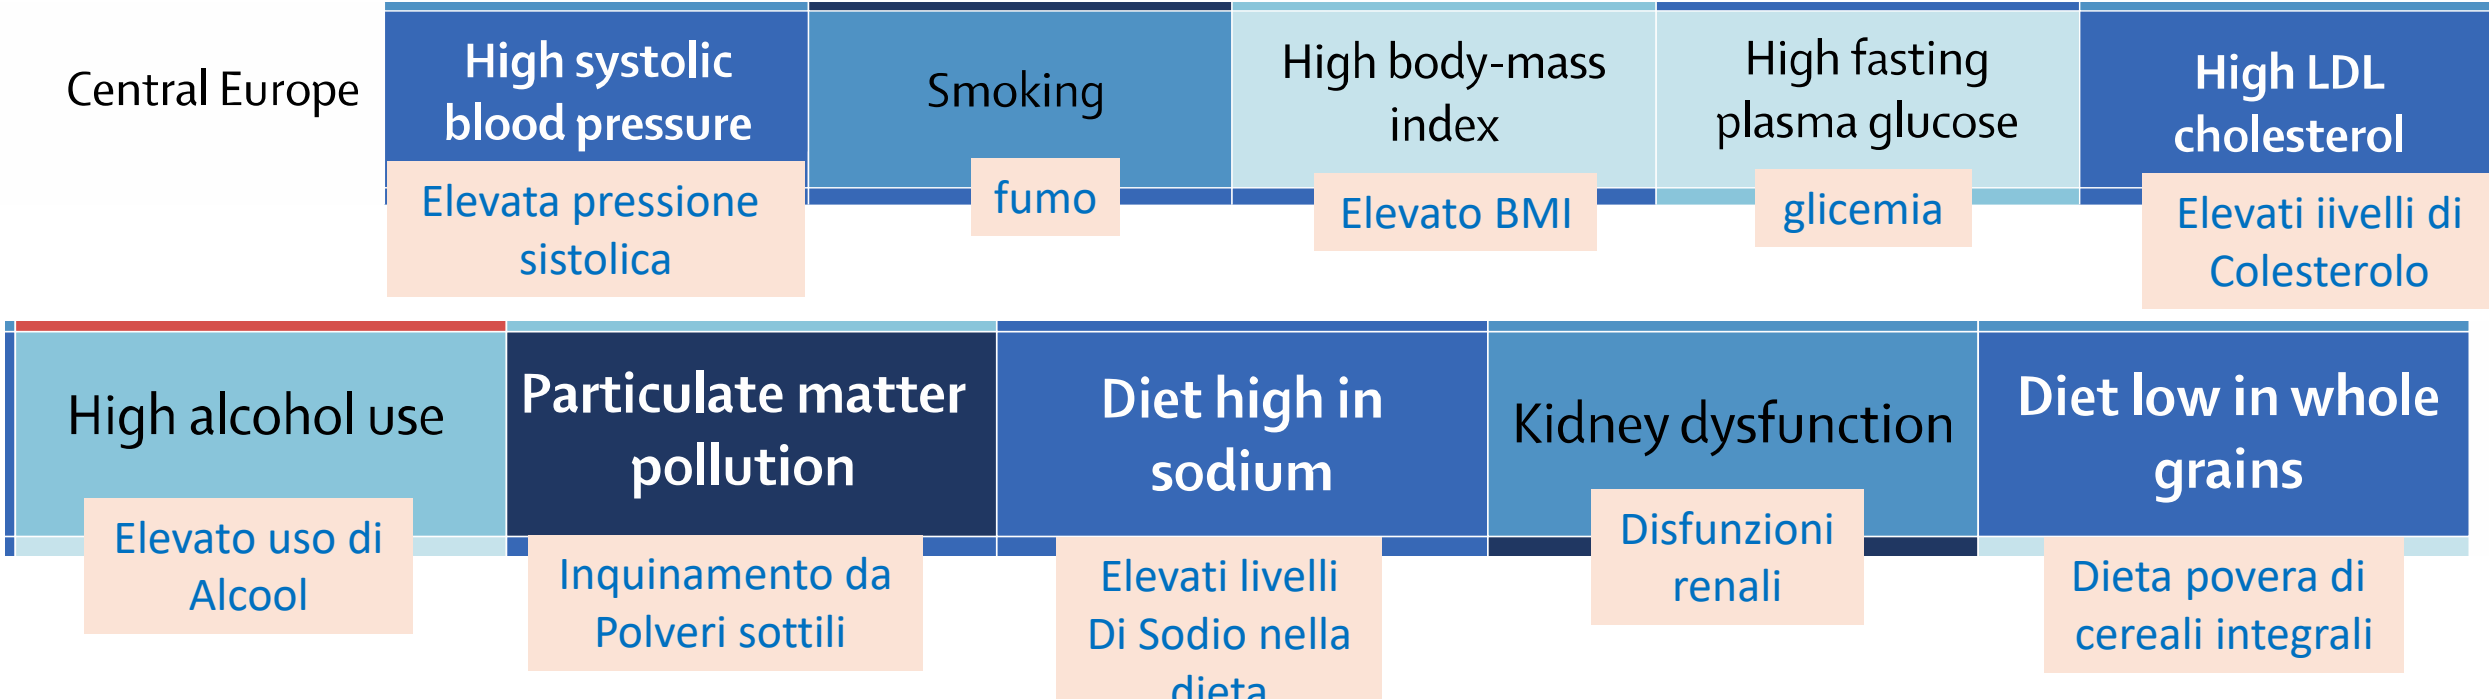 Central Europe
High systolic
blood pressure
Smoking
High body-mass
index
High fasting
plasma glucose
High LDL
cholesterol
Elevata pressione
sistolica
fumo
Elevato BMI
glicemia
Elevati iivelli di
Colesterolo
High alcohol use
Particulate matter
pollution
Diet high in
sodium
Kidney dysfunction
Diet low in whole
grains
Elevato uso di
Alcool
Inquinamento da
Polveri sottili
Elevati livelli
Di Sodio nella
dieta
Disfunzioni
renali
Dieta povera di
cereali integrali